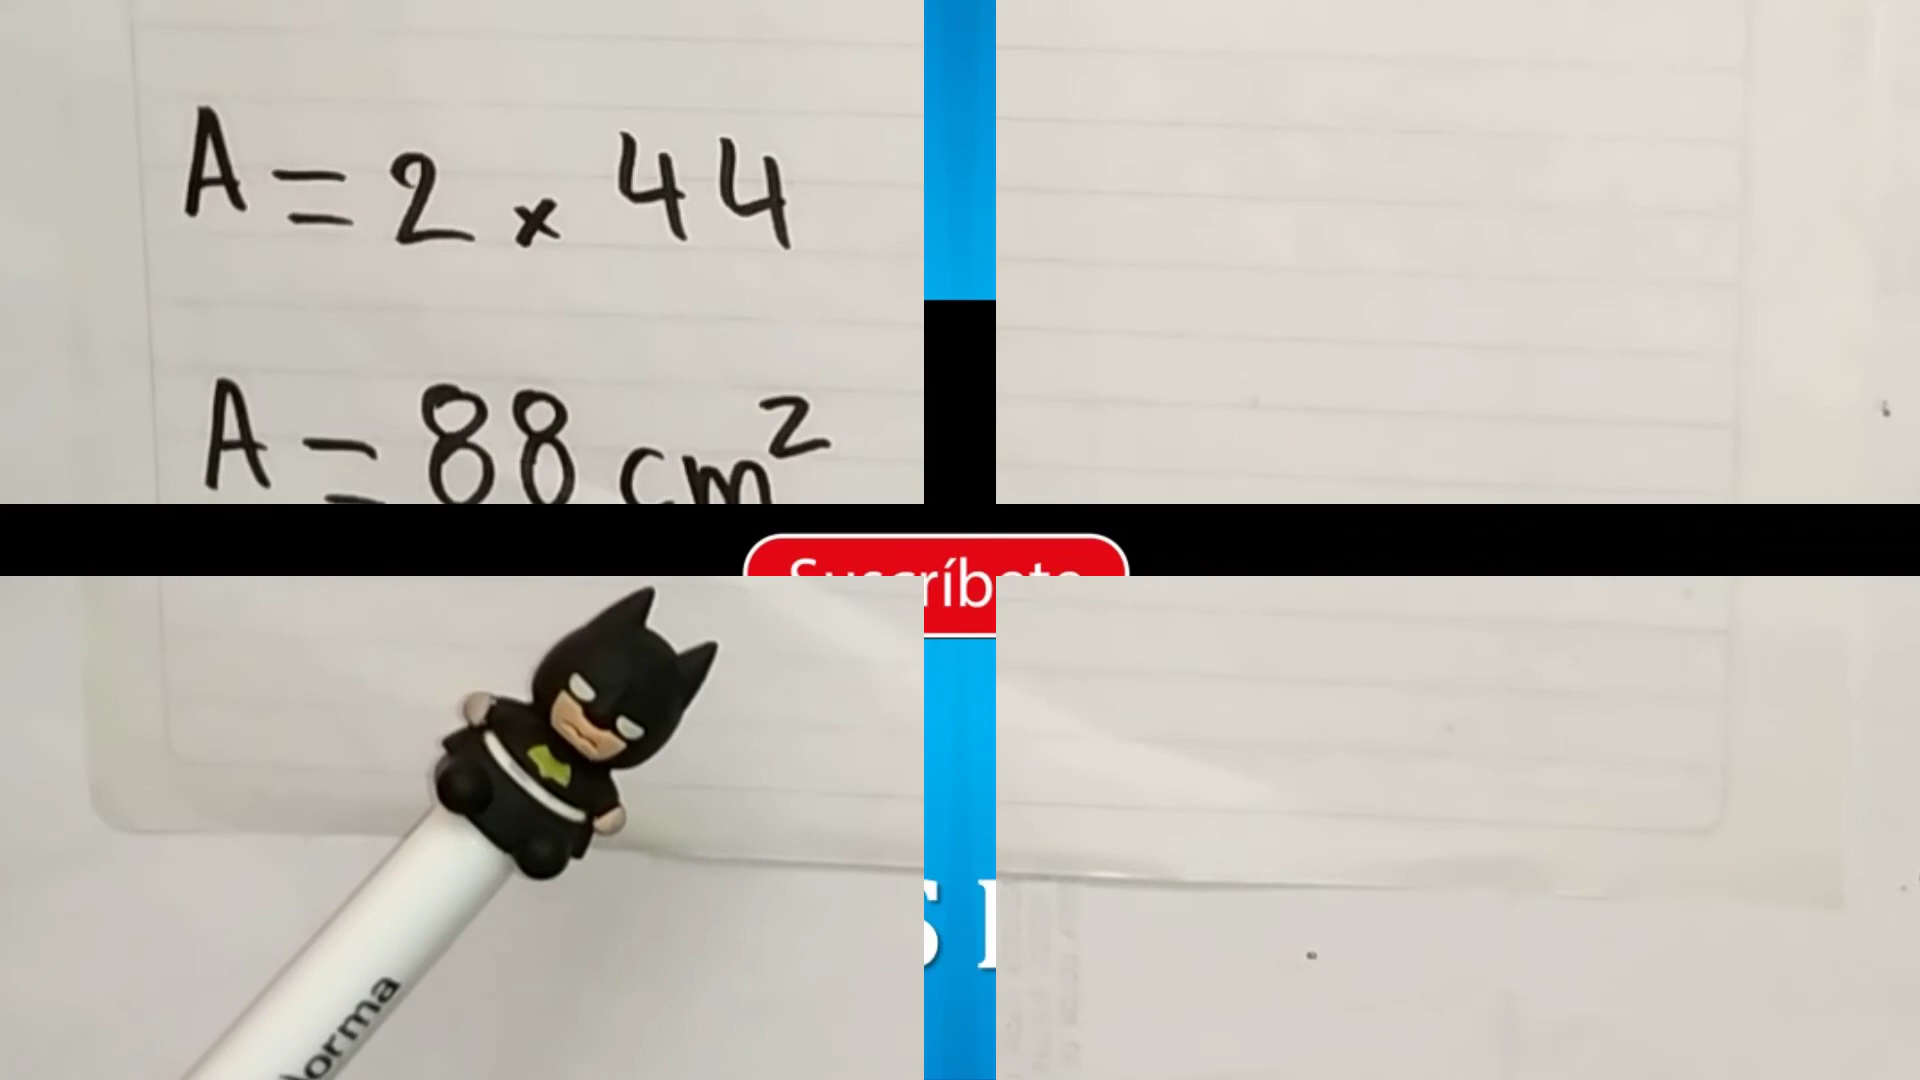 A = 2 x 44
A = 88 cm²
Suscríbete
Norma